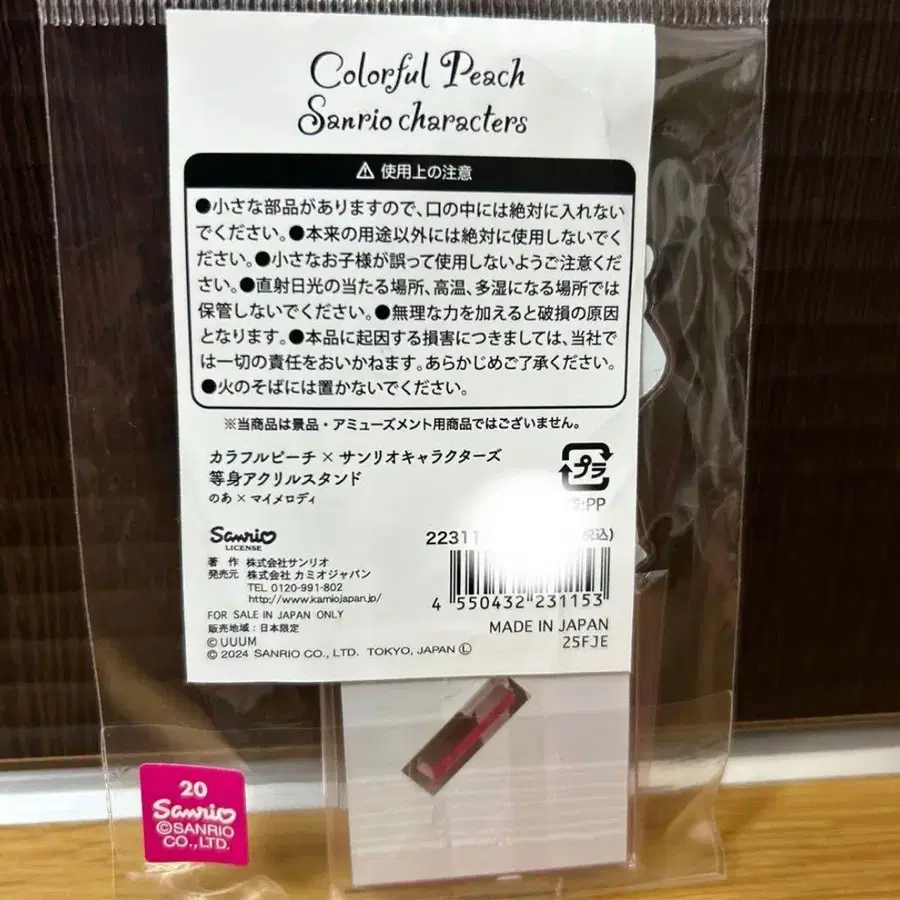 Colorful Peach
Sanrio characters
⚠ 使用上の注意
●小さな部品がありますので、口の中には絶対に入れない
でください。●本来の用途以外には絶対に使用しないでく
ださい。●小さなお子様が誤って使用しないようご注意くだ
さい。●直射日光の当たる場所、高温、多湿になる場所では
保管しないでください。●無理な力を加えると破損の原因
となります。●本品に起因する損害につきましては、当社で
は一切の責任をおいかねます。あらかじめご了承ください。
●火のそばには置かないでください。
※当商品は景品・アミューズメント用商品ではございません。
カラフルピーチ×サンリオキャラクターズ
等身アクリルスタンド
のあ×マイメロディ
プラ
:PP
Sanrio
LICENSE
22311
税込)
著 作 株式会社サンリオ
発売元 株式会社 カミオジャパン
TEL 0120-991-802
http://www.kamiojapan.jp/
4 550432 231153
FOR SALE IN JAPAN ONLY
販売地域:日本限定
MADE IN JAPAN
25FJE
©UUUM
©2024 SANRIO CO., LTD. TOKYO, JAPAN Ⓛ
20
Sanrio
©SANRIO
CO.,LTD.